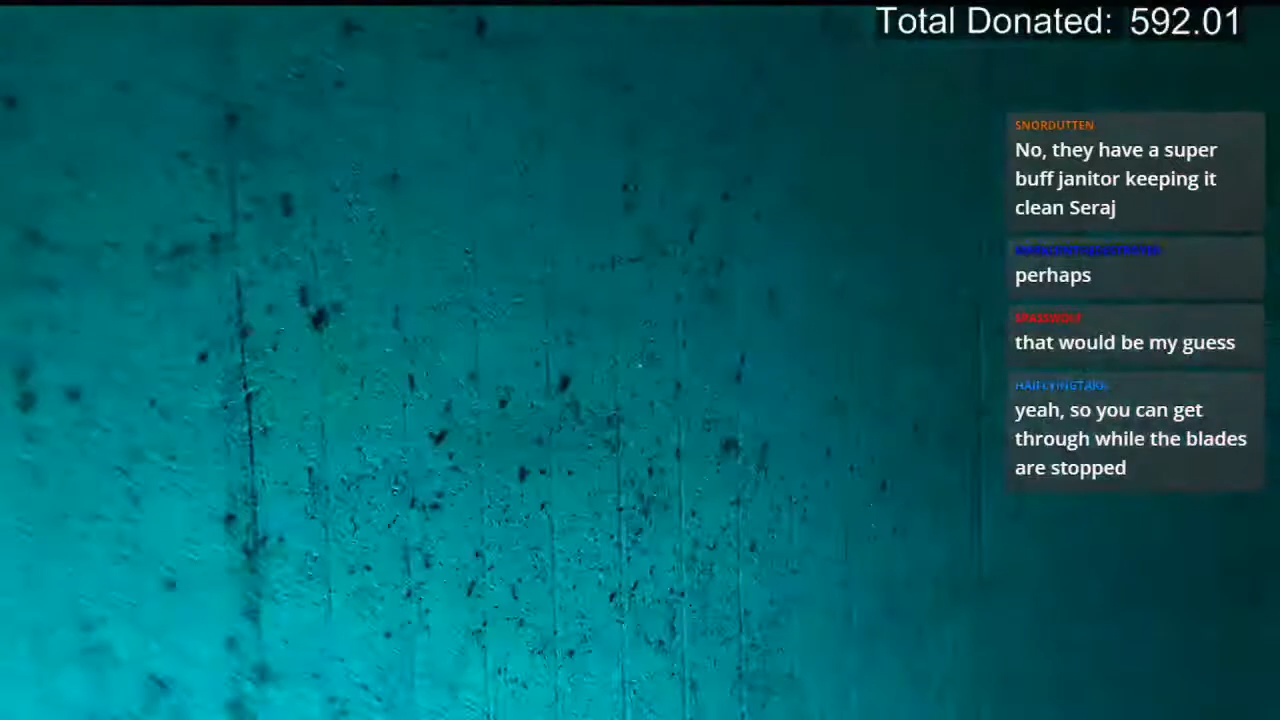 Total Donated: 592.01
SNORDUTTEN
No, they have a super
buff janitor keeping it
clean Seraj
perhaps
BRASSWOLF
that would be my guess
yeah, so you can get
through while the blades
are stopped